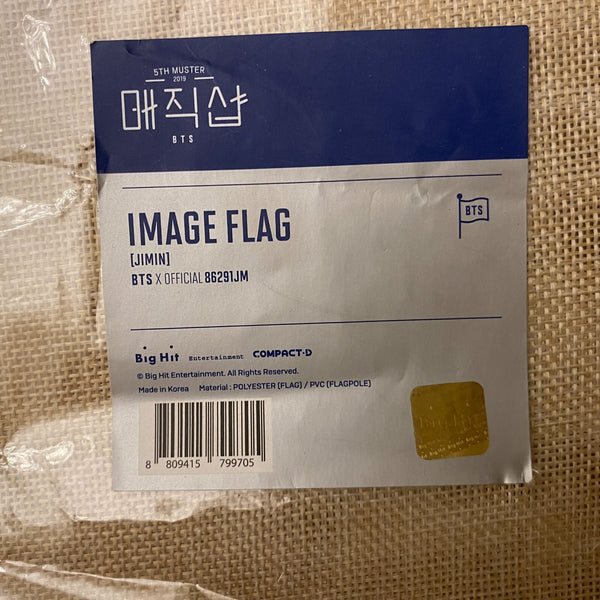 5TH MUSTER
2019
매직샵
BTS
IMAGE FLAG
BTS
[JIMIN]
BTS X OFFICIAL 86291JM
Big Hit Entertainment COMPACT·D
© Big Hit Entertainment. All Rights Reserved.
Made in Korea Material : POLYESTER (FLAG) / PVC (FLAGPOLE)
8 809415 799705